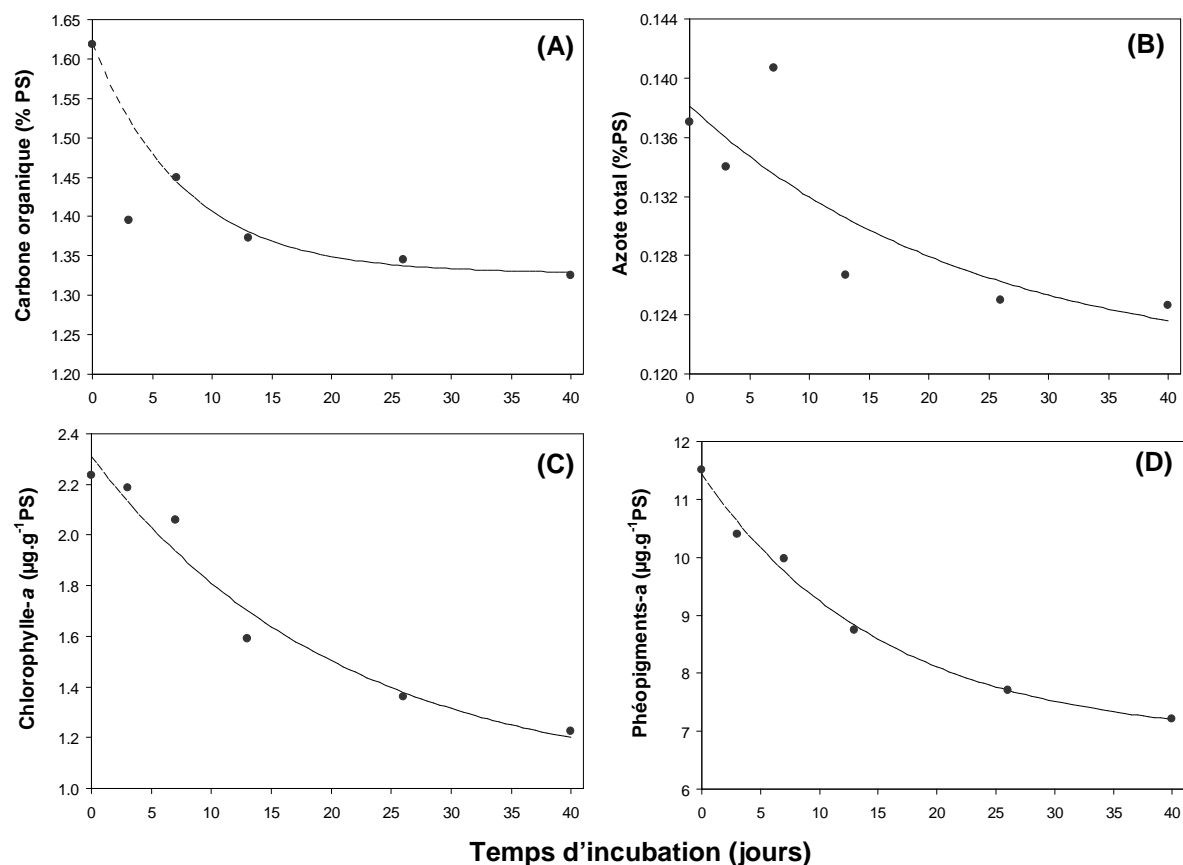 (A)
Carbone organique (% PS)
1.65
1.60
1.55
1.50
1.45
1.40
1.35
1.30
1.25
1.20
0 5 10 15 20 25 30 35 40
(B)
Azote total (%PS)
0.144
0.140
0.136
0.132
0.128
0.124
0.120
0 5 10 15 20 25 30 35 40
(C)
Chlorophylle-a (µg.g⁻¹PS)
2.4
2.2
2.0
1.8
1.6
1.4
1.2
1.0
0 5 10 15 20 25 30 35 40
(D)
Phéopigments-a (µg.g⁻¹PS)
12
11
10
9
8
7
6
0 5 10 15 20 25 30 35 40
Temps d'incubation (jours)